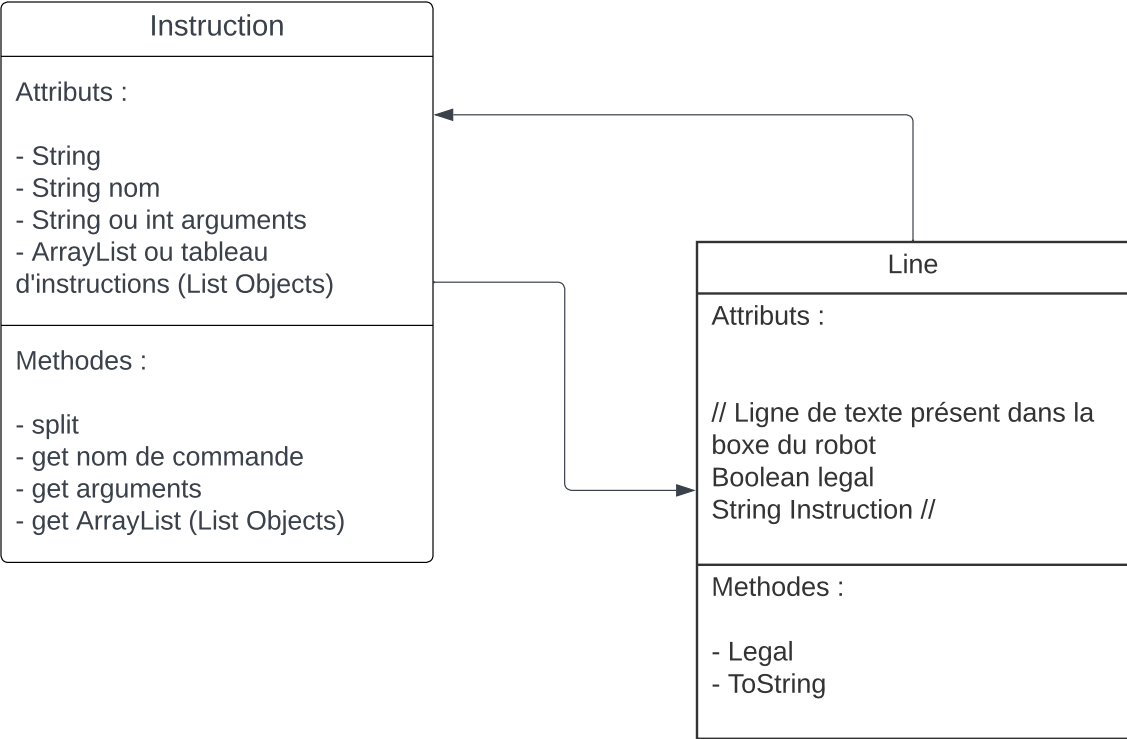 Instruction
Attributs :
- String
- String nom
- String ou int arguments
- ArrayList ou tableau
d'instructions (List Objects)
Methodes :
- split
- get nom de commande
- get arguments
- get ArrayList (List Objects)
Line
Attributs :
// Ligne de texte présent dans la
boxe du robot
Boolean legal
String Instruction //
Methodes :
- Legal
- ToString